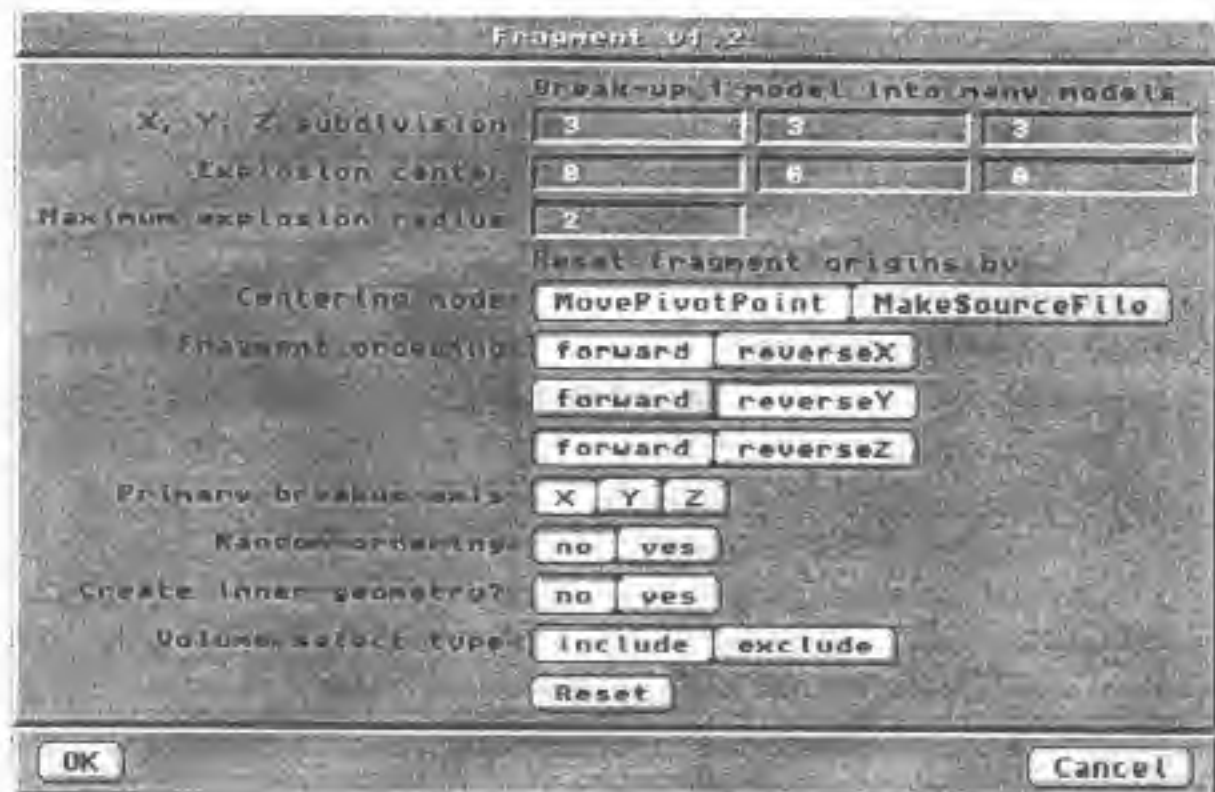 Fragment v1.2
Break-up 1 model into many models
X, Y, Z subdivision 3 3 3
Explosion center 0 0 0
Maximum explosion radius 2
Reset fragment origins by
Centering mode MovePivotPoint MakeSourceFile
Fragment ordering forward reverseX
forward reverseY
forward reverseZ
Primary breakup axis X Y Z
Random ordering no yes
Create inner geometry? no yes
Volume select type include exclude
Reset
OK Cancel